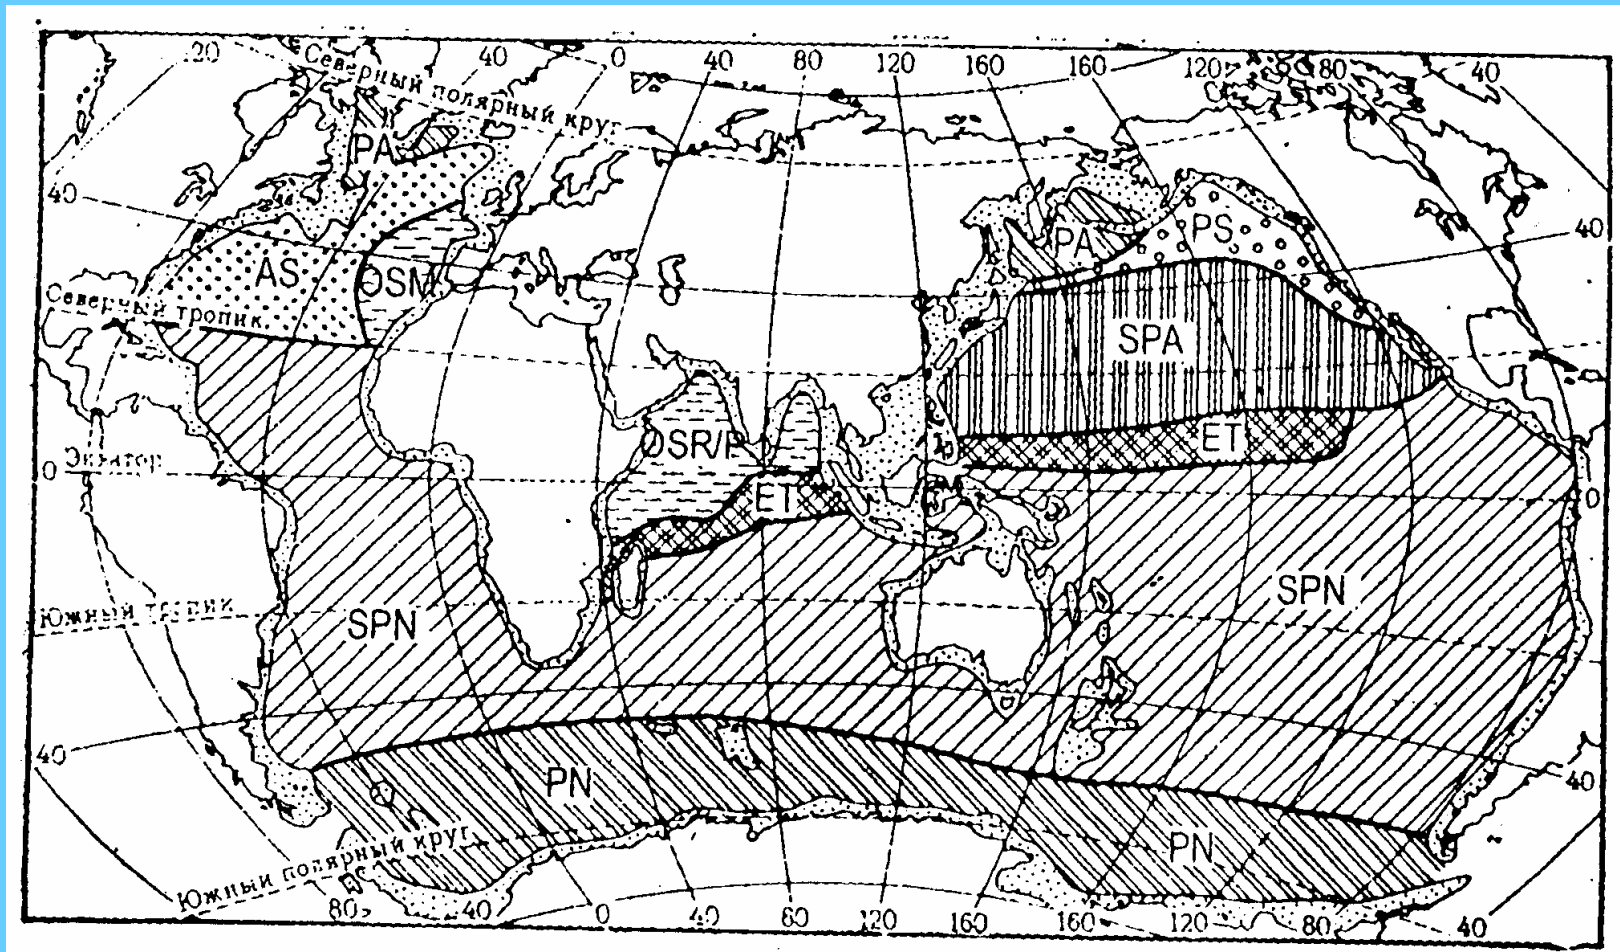 20 40 0 40 80 120 160 160 120 80 40
Северный полярный круг
PA
40
PA
PS
40
AS
OSM
Северный тропик
SPA
OSR/P
ET
0 Экватор
ET
0
Южный тропик
SPN
SPN
40
PN
40
PN
Южный полярный круг
80 40 0 40 80 120 160 160 120 80 40